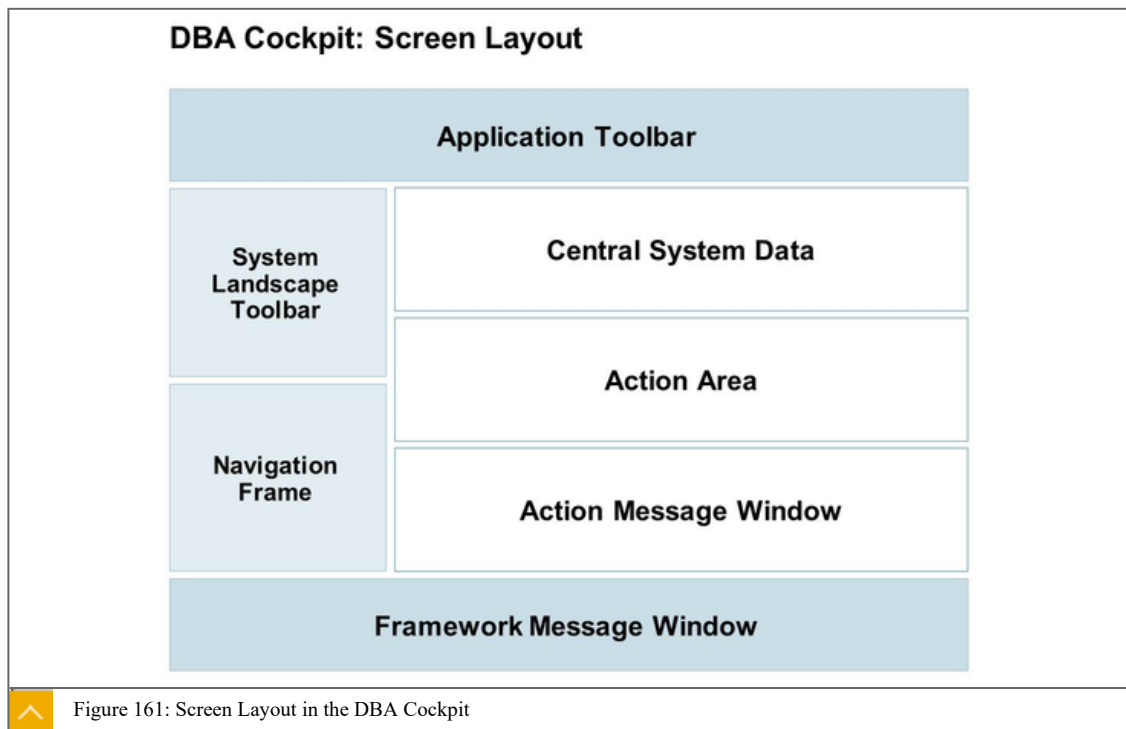 DBA Cockpit: Screen Layout
Application Toolbar
System
Landscape
Toolbar
Central System Data
Action Area
Navigation
Frame
Action Message Window
Framework Message Window
Figure 161: Screen Layout in the DBA Cockpit